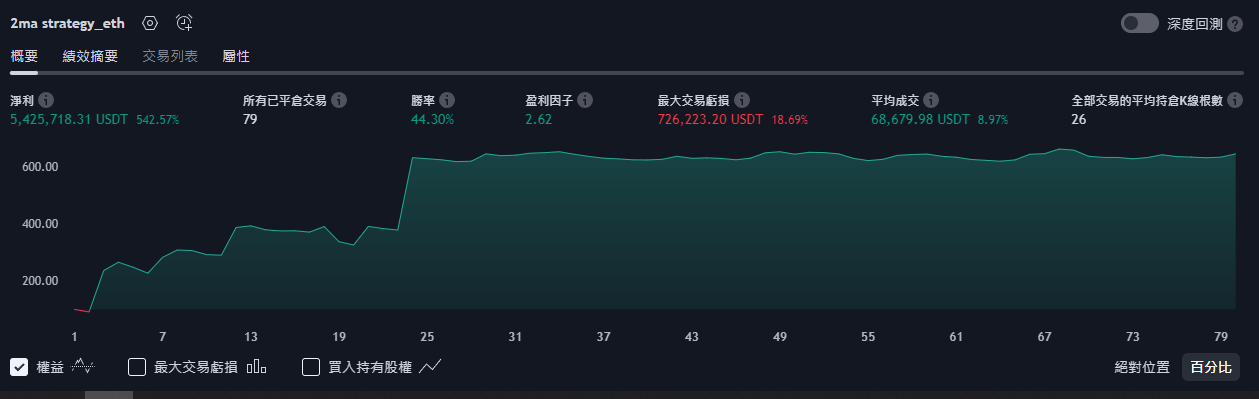 2ma strategy_eth
深度回測
概要 績效摘要 交易列表 屬性
淨利 所有已平倉交易 勝率 盈利因子 最大交易虧損 平均成交 全部交易的平均持倉K線根數
5,425,718.31 USDT 542.57% 79 44.30% 2.62 726,223.20 USDT 18.69% 68,679.98 USDT 8.97% 26
600.00
400.00
200.00
1 7 13 19 25 31 37 43 49 55 61 67 73 79
權益 最大交易虧損 買入持有股權 絕對位置 百分比